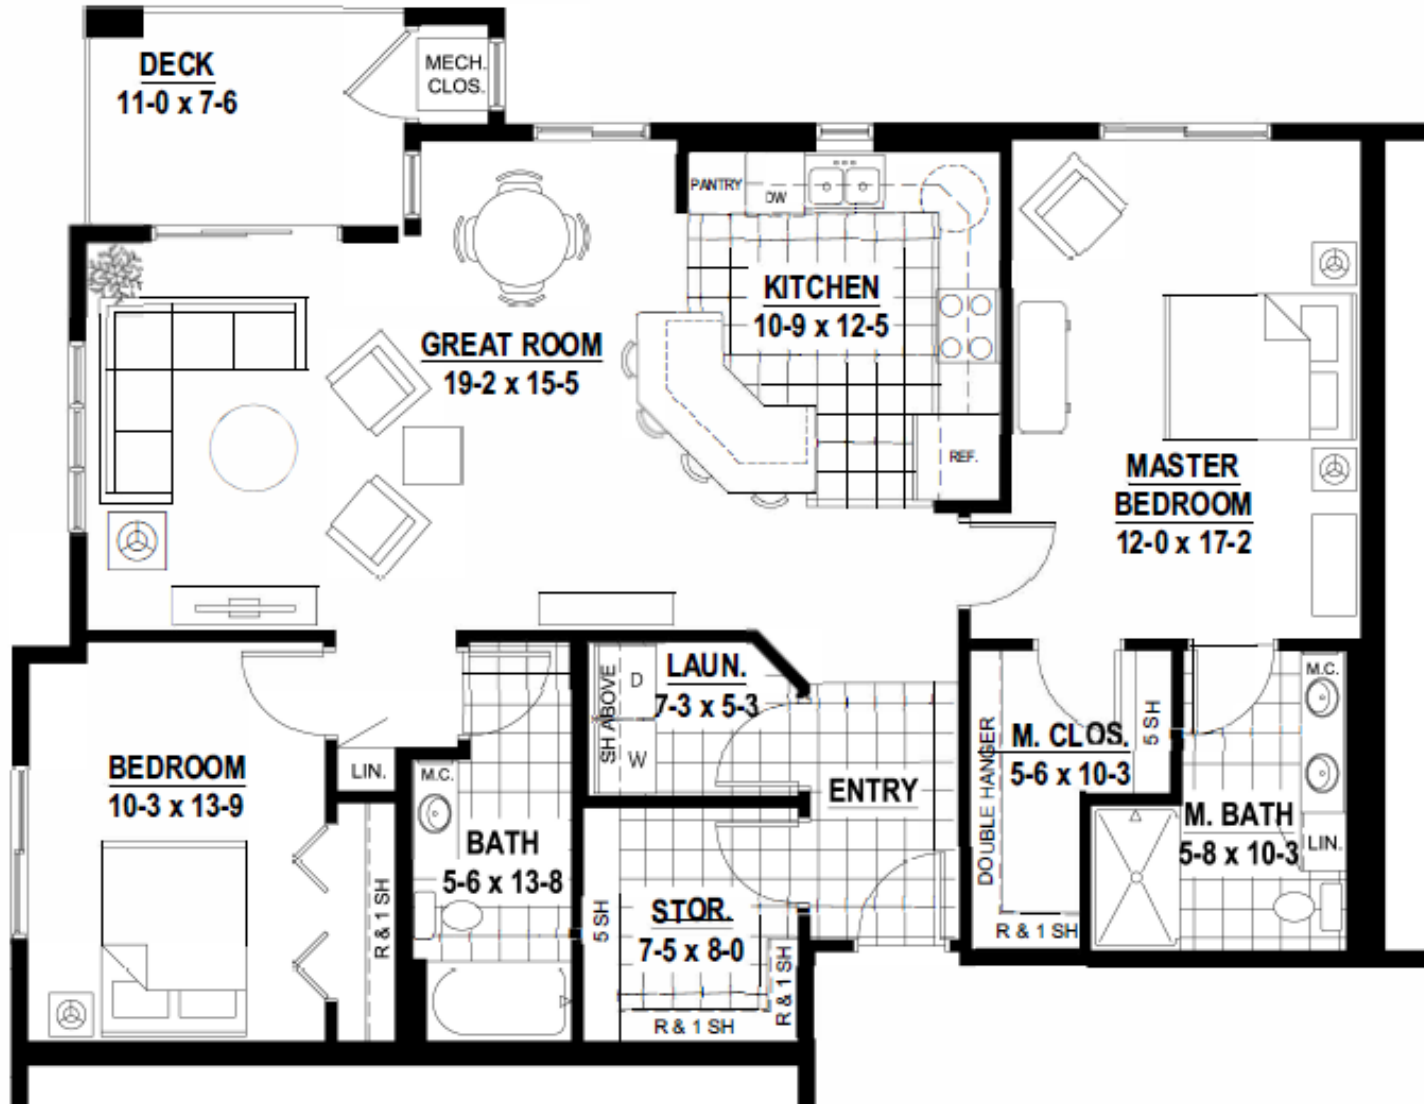 DECK
11-0 x 7-6
MECH.
CLOS.
PANTRY
DW
KITCHEN
10-9 x 12-5
GREAT ROOM
19-2 x 15-5
REF.
MASTER
BEDROOM
12-0 x 17-2
BEDROOM
10-3 x 13-9
LIN.
R & 1 SH
M.C.
BATH
5-6 x 13-8
SH ABOVE
D
W
LAUN.
7-3 x 5-3
ENTRY
5 SH
STOR.
7-5 x 8-0
R & 1 SH
R & 1 SH
DOUBLE HANGER
M. CLOS.
5-6 x 10-3
5 SH
R & 1 SH
M.C.
M. BATH
5-8 x 10-3
LIN.